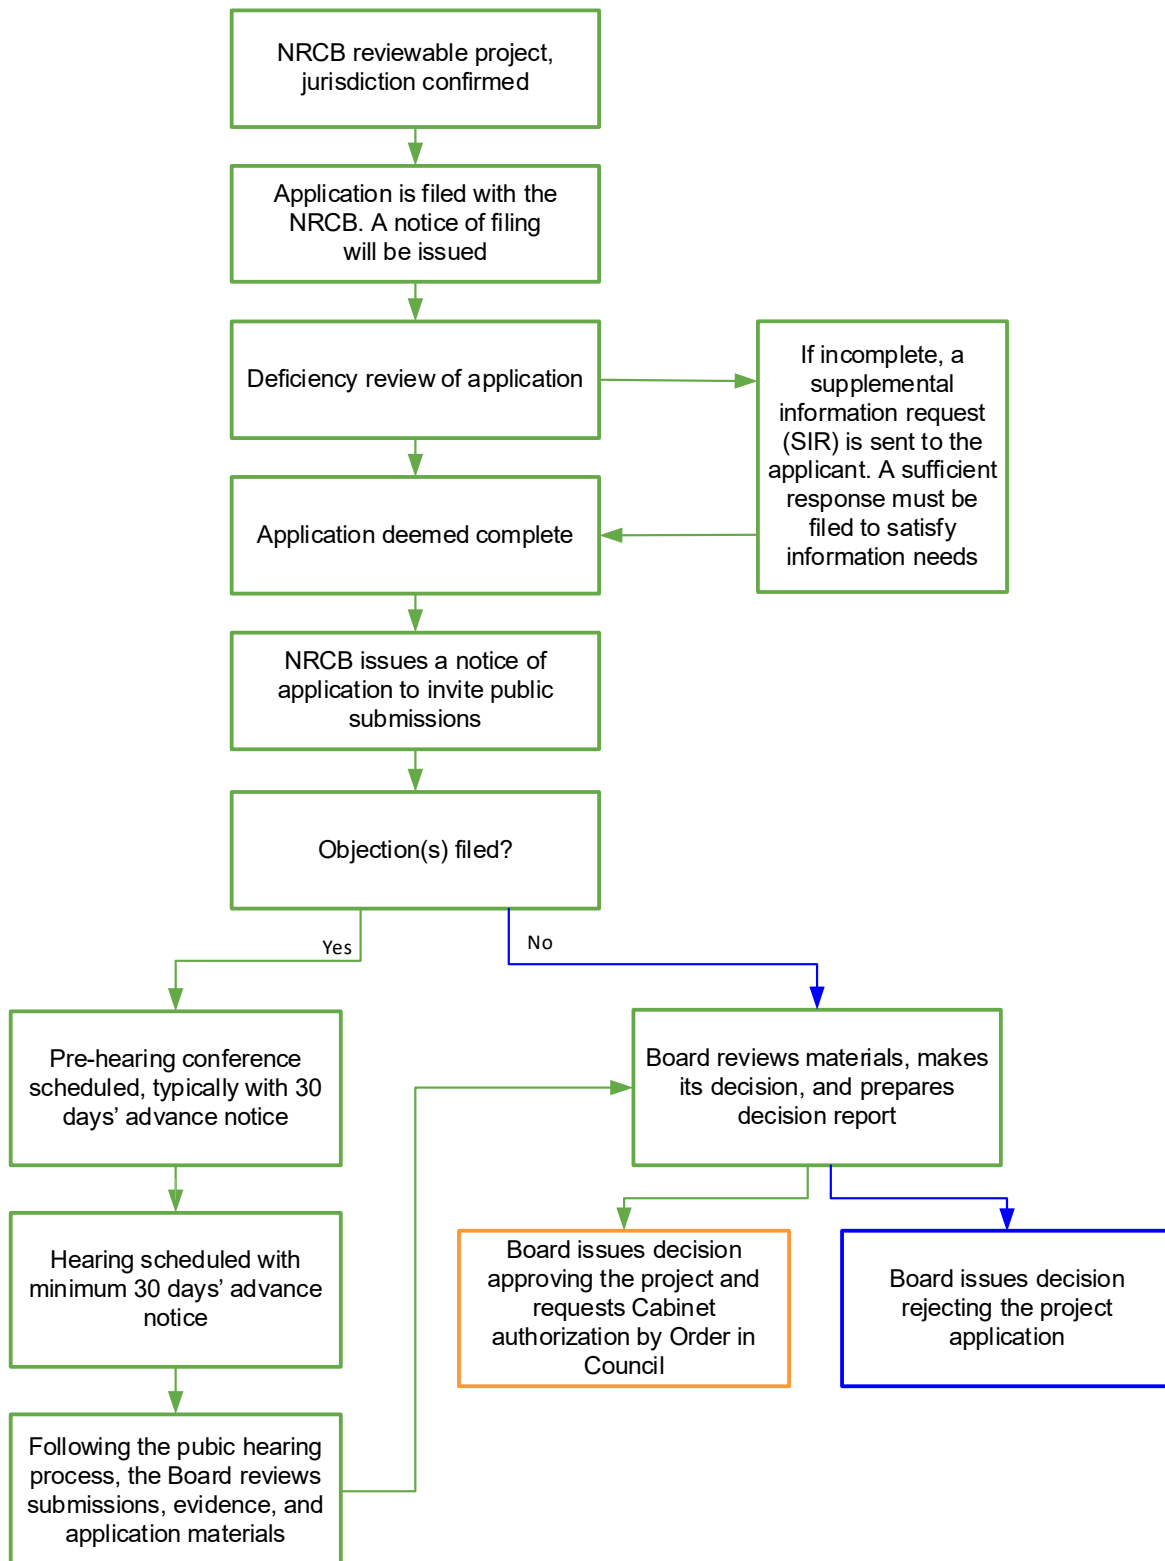 NRCB reviewable project,
jurisdiction confirmed
Application is filed with the
NRCB. A notice of filing
will be issued
Deficiency review of application
If incomplete, a
supplemental
information request
(SIR) is sent to the
applicant. A sufficient
response must be
filed to satisfy
information needs
Application deemed complete
NRCB issues a notice of
application to invite public
submissions
Objection(s) filed?
Yes
No
Pre-hearing conference
scheduled, typically with 30
days’ advance notice
Board reviews materials, makes
its decision, and prepares
decision report
Hearing scheduled with
minimum 30 days’ advance
notice
Board issues decision
approving the project and
requests Cabinet
authorization by Order in
Council
Board issues decision
rejecting the project
application
Following the pubic hearing
process, the Board reviews
submissions, evidence, and
application materials